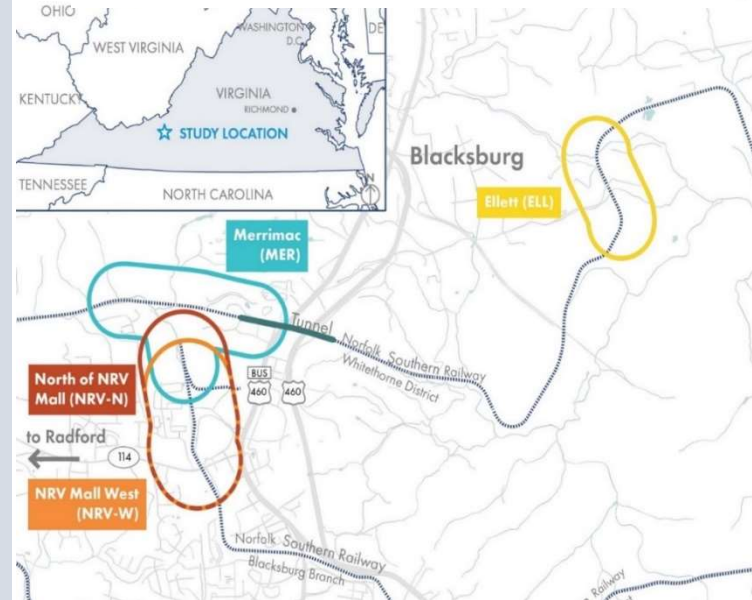 OHIO
WASHINGTON
D.C.
DE
WEST VIRGINIA
KENTUCKY
VIRGINIA
RICHMOND
STUDY LOCATION
TENNESSEE
NORTH CAROLINA
N
Blacksburg
Ellett (ELL)
Merrimac
(MER)
Tunnel
Norfolk Southern Railway
Whitethorne District
BUS
460
460
North of NRV
Mall (NRV-N)
to Radford
114
NRV Mall West
(NRV-W)
Norfolk Southern Railway
Blacksburg Branch
Railway